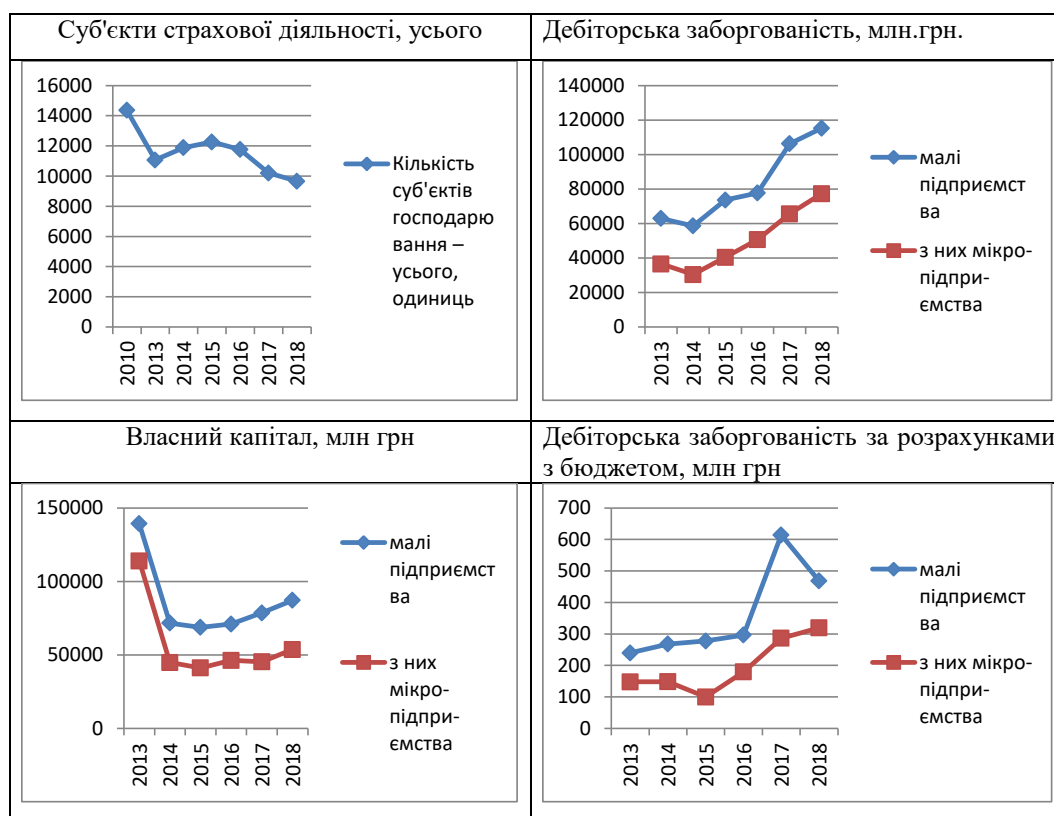 Суб'єкти страхової діяльності, усього
16000
14000
12000
10000
8000
6000
4000
2000
0
2010
2013
2014
2015
2016
2017
2018
Кількість
суб'єктів
господарю
вання –
усього,
одиниць
Дебіторська заборгованість, млн.грн.
140000
120000
100000
80000
60000
40000
20000
0
2013
2014
2015
2016
2017
2018
малі
підприємст
ва
з них мікро-
підпри-
ємства
Власний капітал, млн грн
150000
100000
50000
0
2013
2014
2015
2016
2017
2018
малі
підприємст
ва
з них
мікро-
підпри-
ємства
Дебіторська заборгованість за розрахунками
з бюджетом, млн грн
700
600
500
400
300
200
100
0
2013
2014
2015
2016
2017
2018
малі
підприємст
ва
з них мікро-
підпри-
ємства